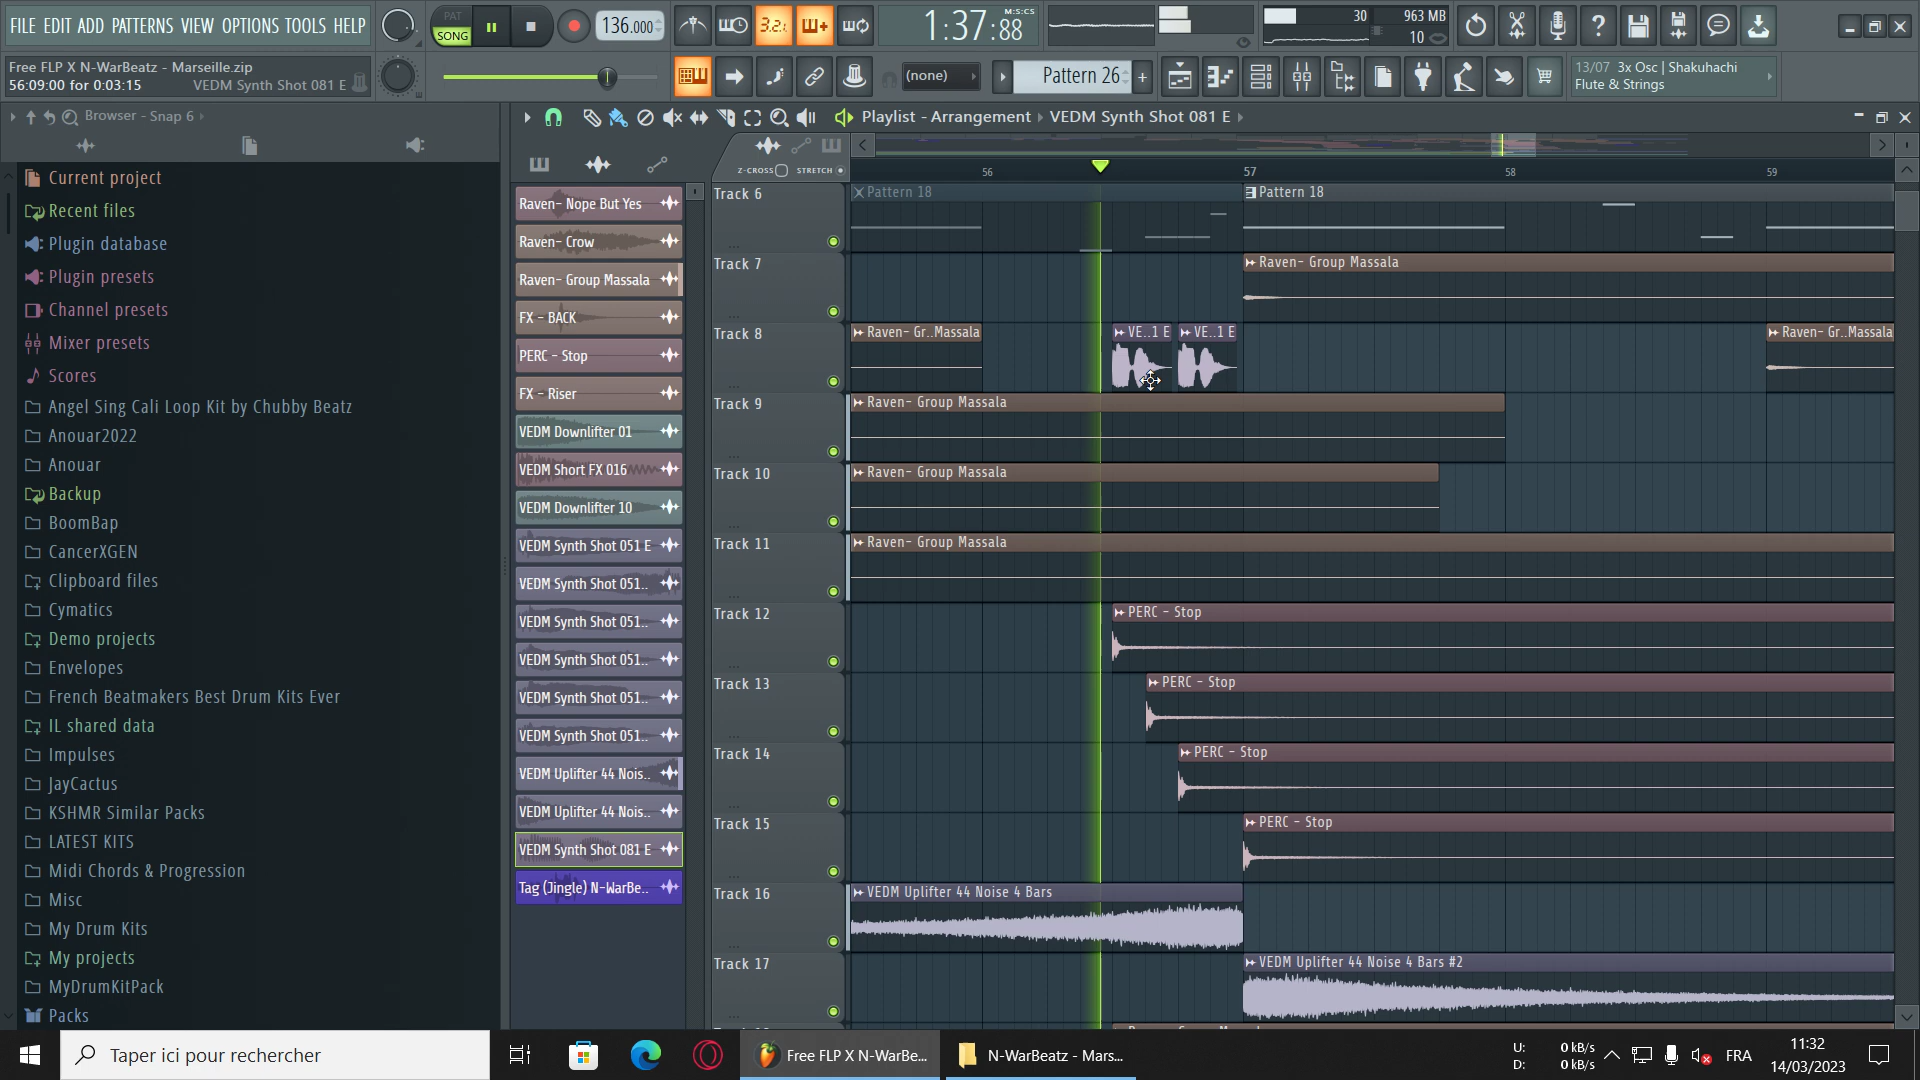 FILE EDIT ADD PATTERNS VIEW OPTIONS TOOLS HELP
PAT
SONG
136.000
3.2.
1:37:88
M:S:CS
30
963 MB
10
Free FLP X N-WarBeatz - Marseille.zip
56:09:00 for 0:03:15
VEDM Synth Shot 081 E
(none)
Pattern 26
+
13/07 3x Osc | Shakuhachi
Flute & Strings
Browser - Snap 6
Playlist - Arrangement
VEDM Synth Shot 081 E
Z-CROSS
STRETCH
56
57
58
59
Current project
Recent files
Plugin database
Plugin presets
Channel presets
Mixer presets
Scores
Angel Sing Cali Loop Kit by Chubby Beatz
Anouar2022
Anouar
Backup
BoomBap
CancerXGEN
Clipboard files
Cymatics
Demo projects
Envelopes
French Beatmakers Best Drum Kits Ever
IL shared data
Impulses
JayCactus
KSHMR Similar Packs
LATEST KITS
Midi Chords & Progression
Misc
My Drum Kits
My projects
MyDrumKitPack
Packs
Raven- Nope But Yes
Raven- Crow
Raven- Group Massala
FX - BACK
PERC - Stop
FX - Riser
VEDM Downlifter 01
VEDM Short FX 016
VEDM Downlifter 10
VEDM Synth Shot 051 E
VEDM Synth Shot 051..
VEDM Synth Shot 051..
VEDM Synth Shot 051..
VEDM Synth Shot 051..
VEDM Synth Shot 051..
VEDM Uplifter 44 Nois..
VEDM Uplifter 44 Nois..
VEDM Synth Shot 081 E
Tag (Jingle) N-WarBe..
Track 6
Pattern 18
Pattern 18
Track 7
Raven- Group Massala
Track 8
Raven- Gr..Massala
VE..1 E
VE..1 E
Raven- Gr..Massala
Track 9
Raven- Group Massala
Track 10
Raven- Group Massala
Track 11
Raven- Group Massala
Track 12
PERC - Stop
Track 13
PERC - Stop
Track 14
PERC - Stop
Track 15
PERC - Stop
Track 16
VEDM Uplifter 44 Noise 4 Bars
Track 17
VEDM Uplifter 44 Noise 4 Bars #2
Taper ici pour rechercher
Free FLP X N-WarBe...
N-WarBeatz - Mars...
U:
0 kB/s
D:
0 kB/s
FRA
11:32
14/03/2023